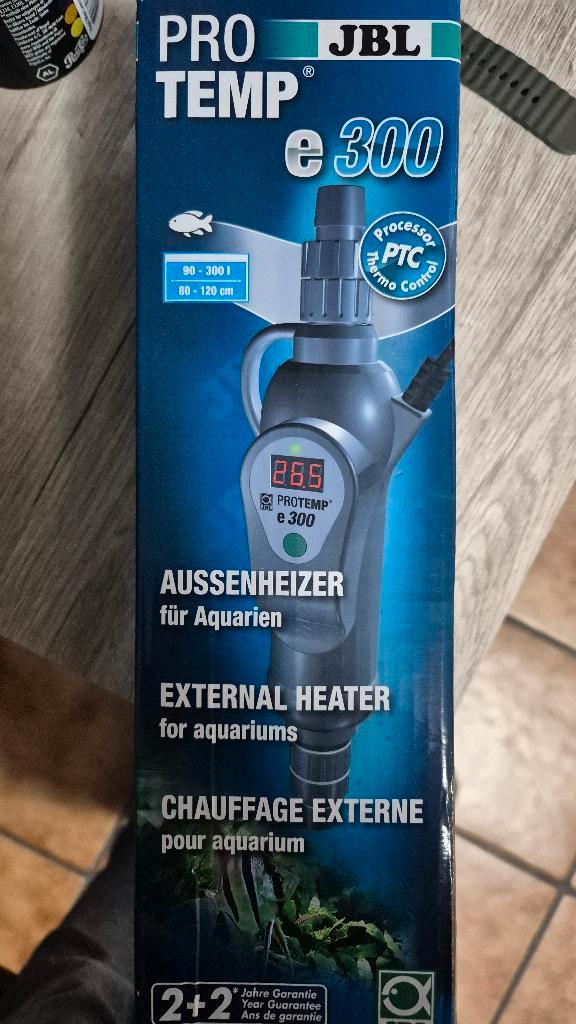 PRO JBL
TEMP®
e 300
Processor
PTC
Thermo Control
90 - 300 l
80 - 120 cm
26.5
JBL PROTEMP®
e 300
AUSSENHEIZER
für Aquarien
EXTERNAL HEATER
for aquariums
CHAUFFAGE EXTERNE
pour aquarium
2+2*
Jahre Garantie
Year Guarantee
Ans de garantie